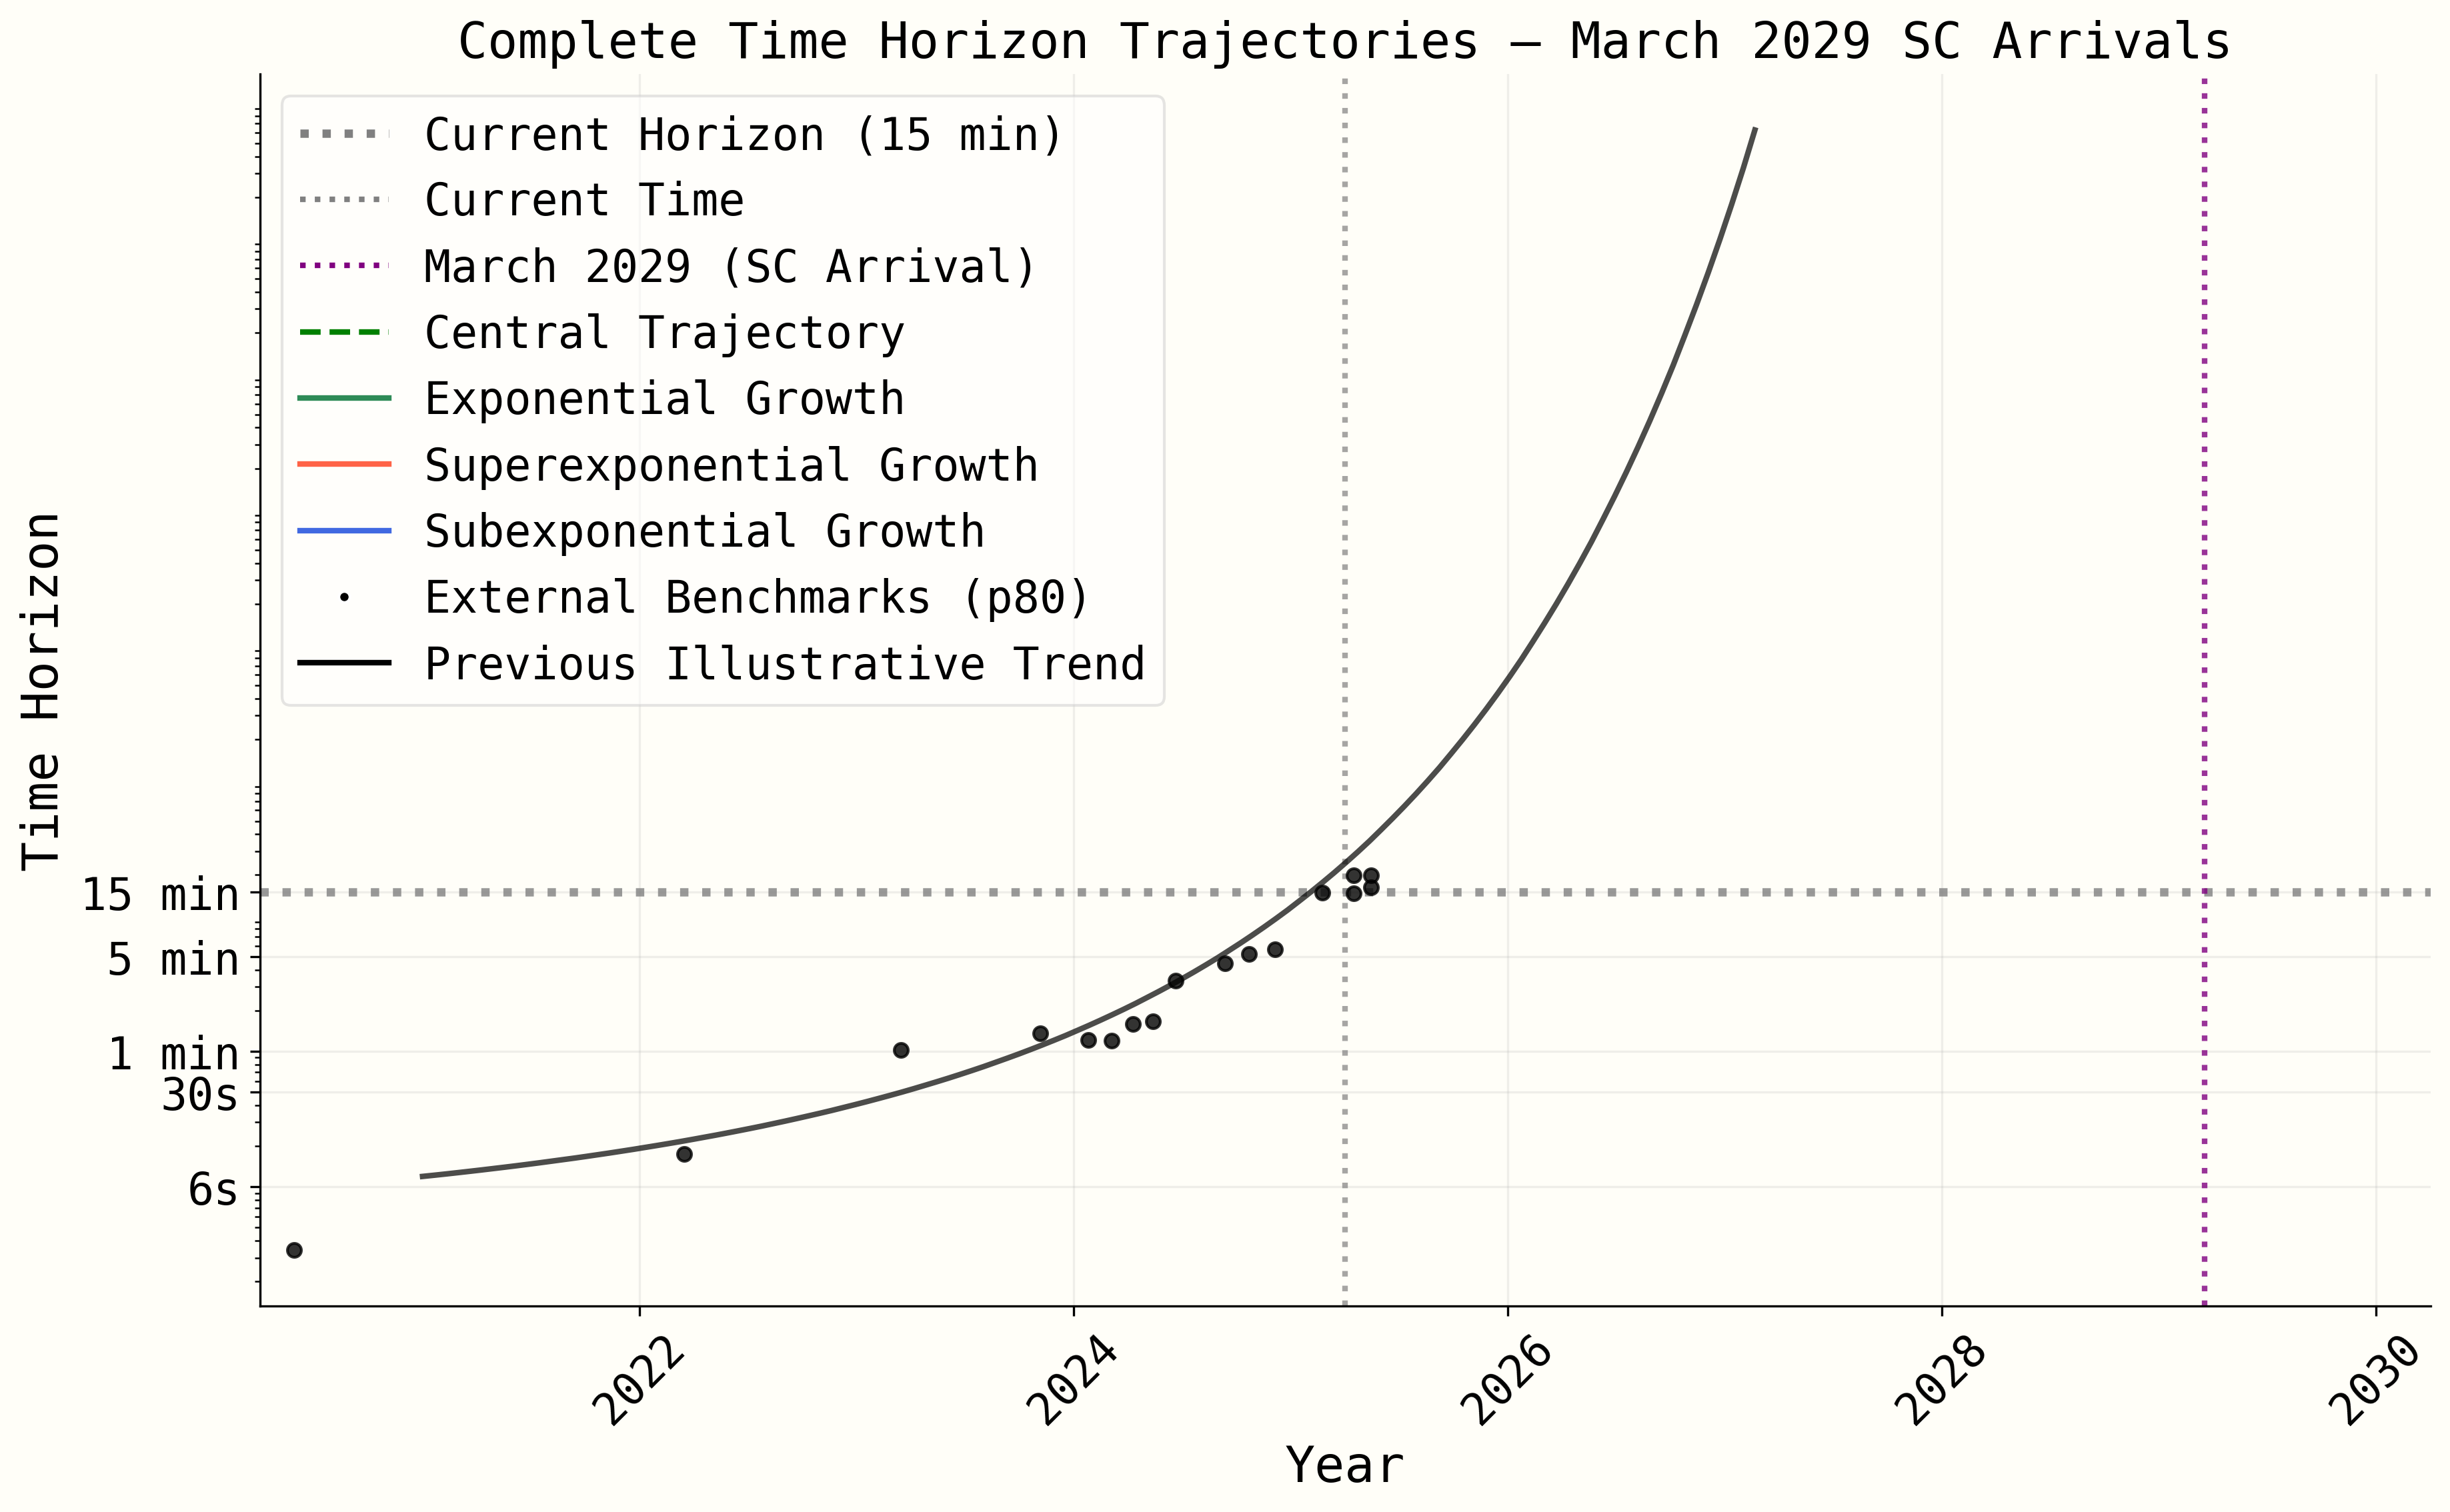 Complete Time Horizon Trajectories – March 2029 SC Arrivals
Current Horizon (15 min)
Current Time
March 2029 (SC Arrival)
Central Trajectory
Exponential Growth
Superexponential Growth
Subexponential Growth
External Benchmarks (p80)
Previous Illustrative Trend
Time Horizon
15 min
5 min
1 min
30s
6s
2022
2024
2026
2028
2030
Year